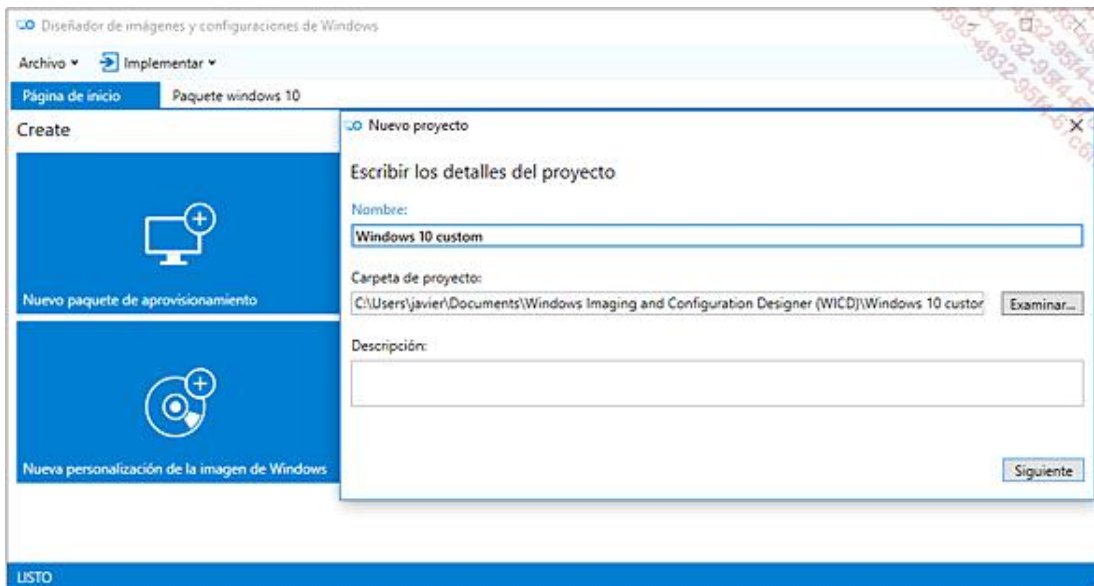 Diseñador de imágenes y configuraciones de Windows
Archivo Implementar
Página de inicio Paquete windows 10
Create
Nuevo paquete de aprovisionamiento
Nueva personalización de la imagen de Windows
Nuevo proyecto
Escribir los detalles del proyecto
Nombre:
Windows 10 custom
Carpeta de proyecto:
C:\Users\javier\Documents\Windows Imaging and Configuration Designer (WICD)\Windows 10 custor
Examinar...
Descripción:
Siguiente
LISTO